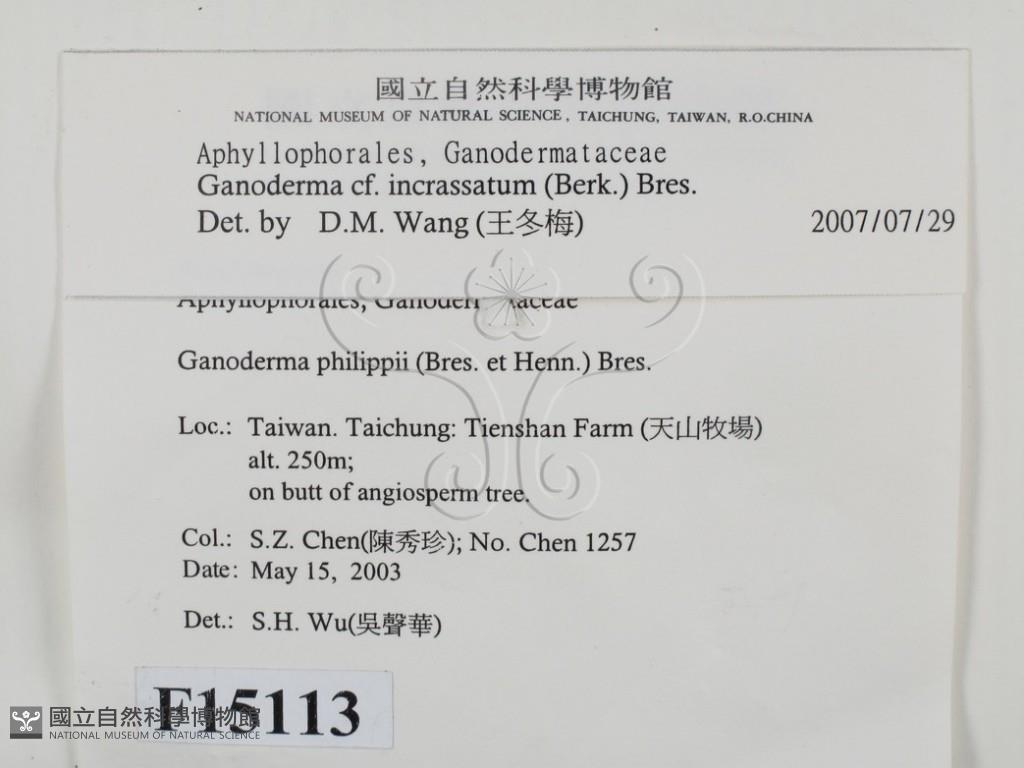 國立自然科學博物館
NATIONAL MUSEUM OF NATURAL SCIENCE, TAICHUNG, TAIWAN, R.O.CHINA
Aphyllophorales, Ganodermataceae
Ganoderma cf. incrassatum (Berk.) Bres.
Det. by D.M. Wang (王冬梅) 2007/07/29
Aphyllophorales, Ganodermataceae
Ganoderma philippii (Bres. et Henn.) Bres.
Loc.: Taiwan. Taichung: Tienshan Farm (天山牧場)
alt. 250m;
on butt of angiosperm tree.
Col.: S.Z. Chen(陳秀珍); No. Chen 1257
Date: May 15, 2003
Det.: S.H. Wu(吳聲華)
F15113
國立自然科學博物館
NATIONAL MUSEUM OF NATURAL SCIENCE